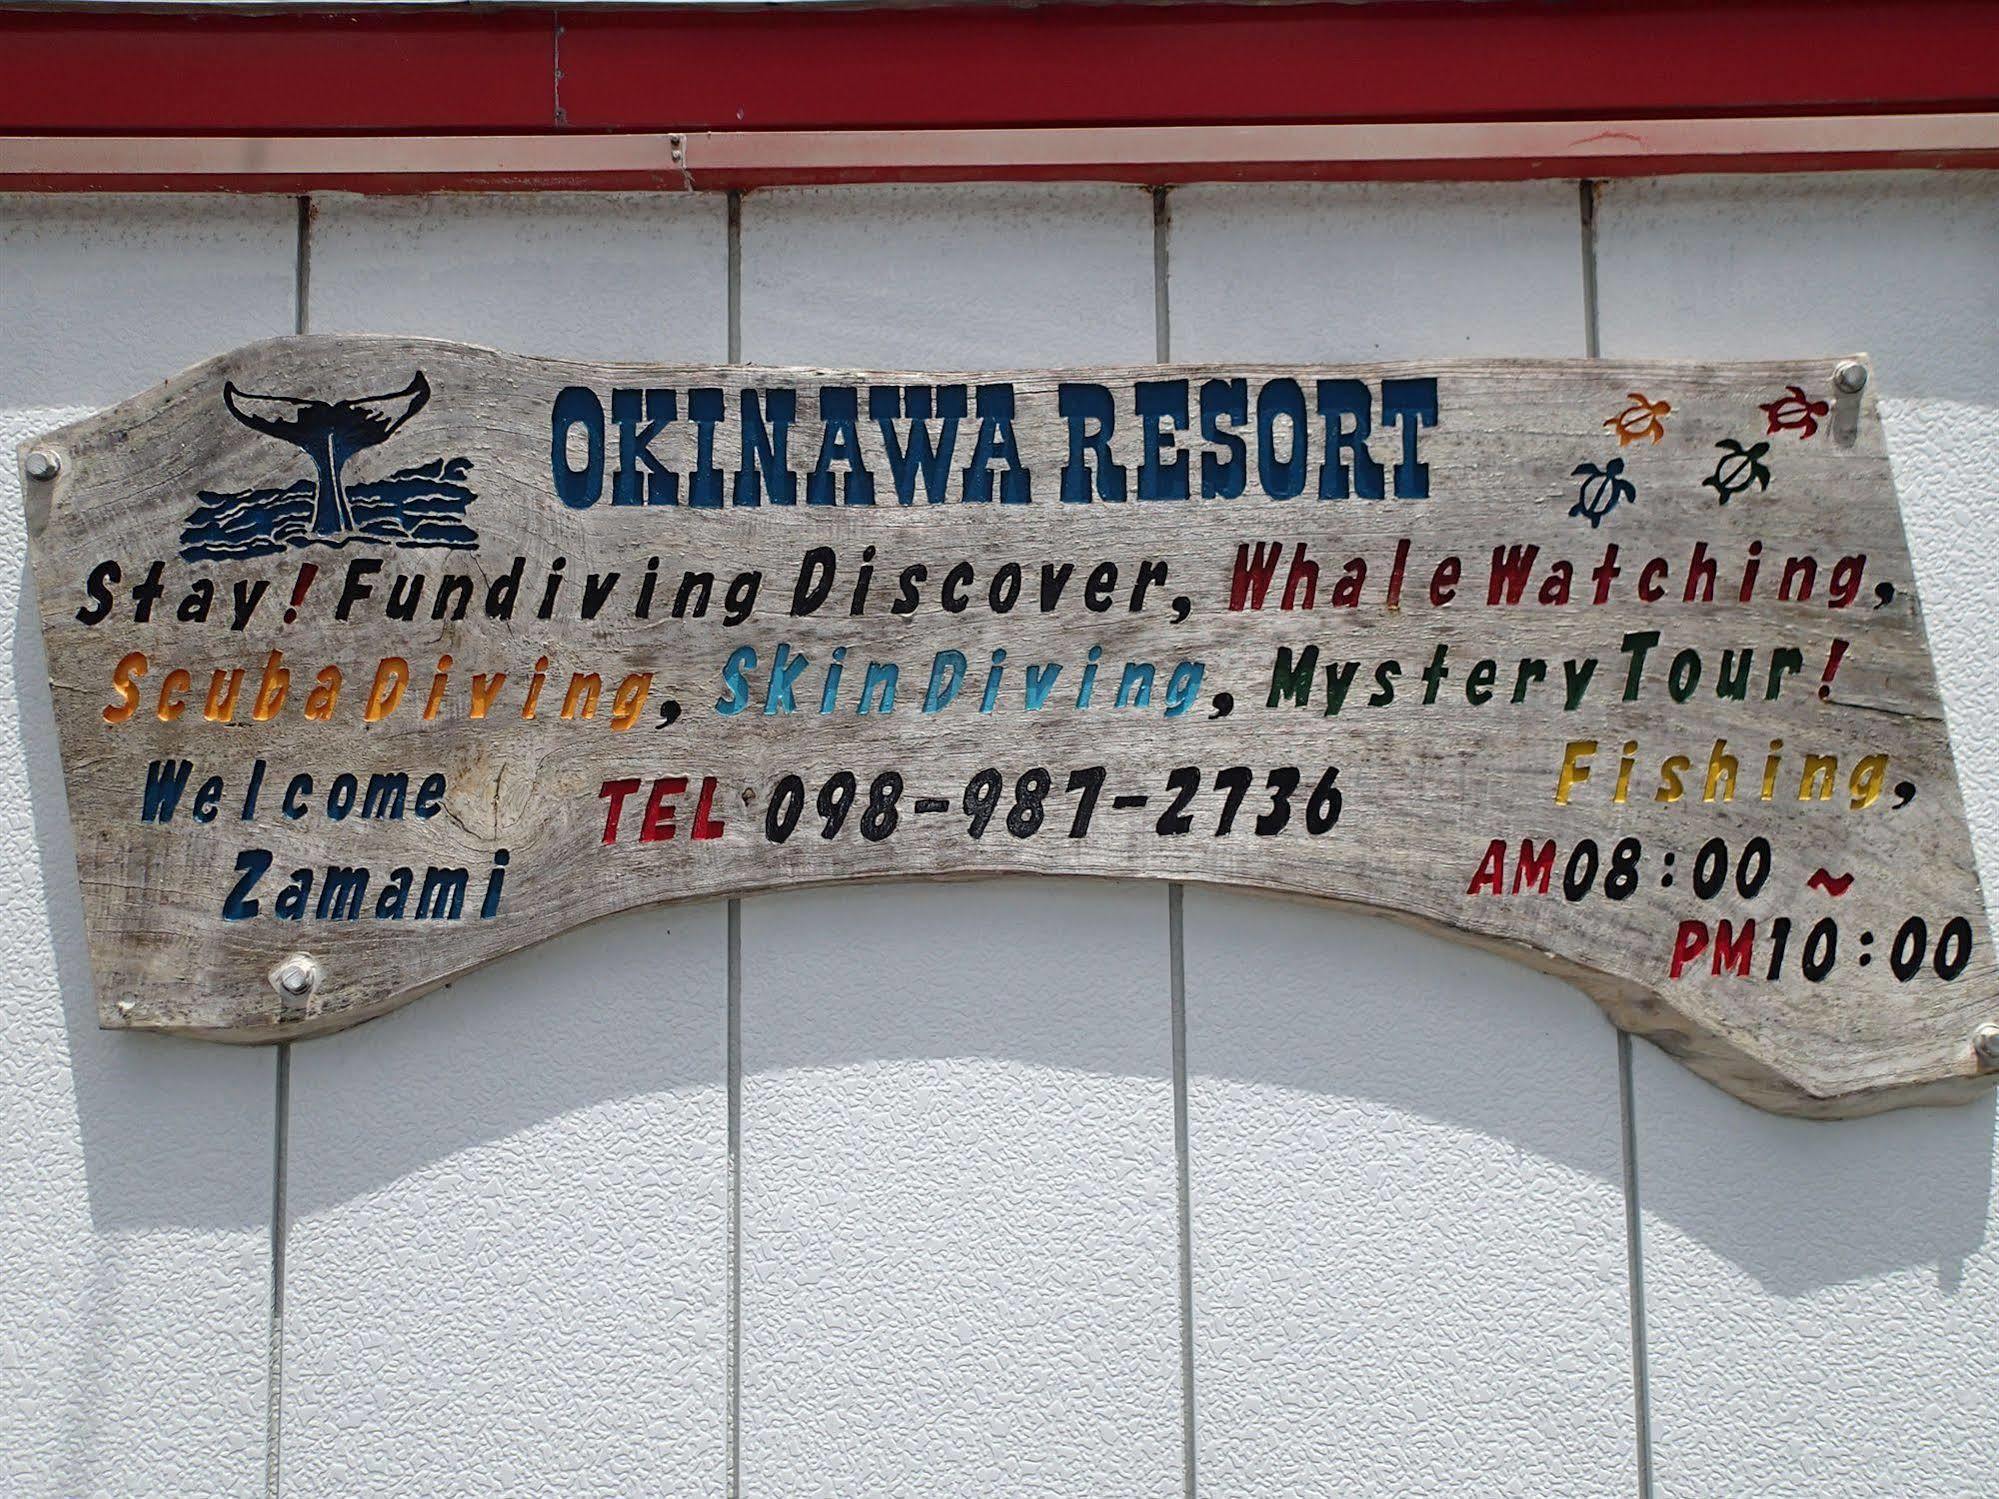 OKINAWA RESORT
Stay! Fundiving Discover, Whale Watching,
Scuba Diving, Skin Diving, Mystery Tour!
Welcome Zamami
TEL 098-987-2736
Fishing,
AM08:00 ~
PM10:00